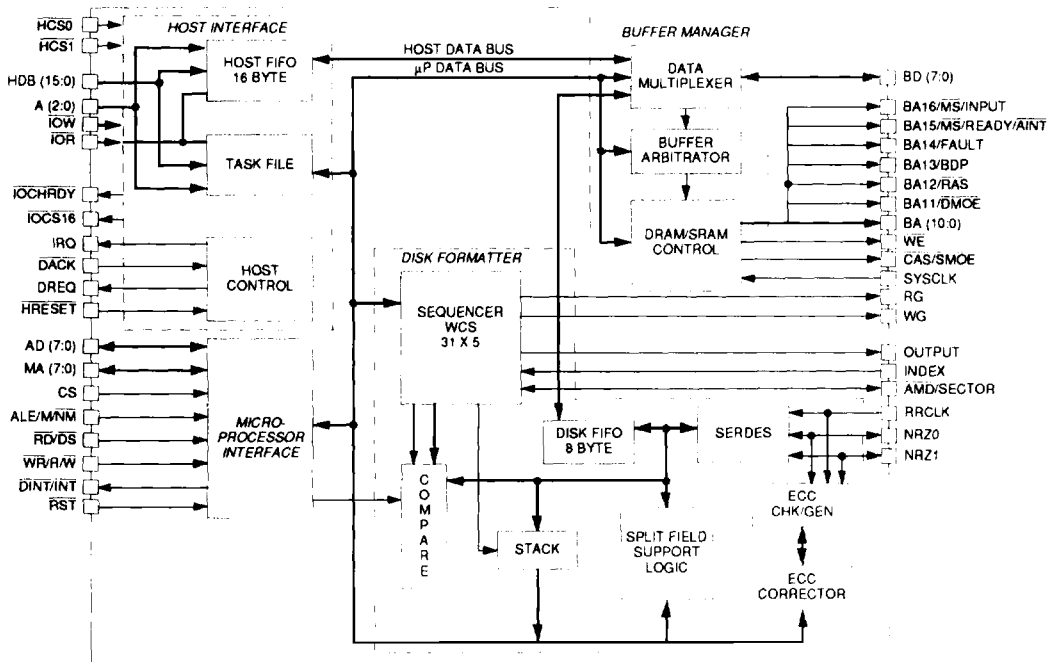 HCS0
HCS1
HDB (15:0)
A (2:0)
IOW
IOR
IOCHRDY
IOCS16
IRQ
DACK
DREQ
HRESET
AD (7:0)
MA (7:0)
CS
ALE/M/NM
RD/DS
WR/R/W
DINT/INT
RST
HOST INTERFACE
HOST FIFO
16 BYTE
TASK FILE
HOST
CONTROL
MICRO-
PROCESSOR
INTERFACE
HOST DATA BUS
µP DATA BUS
BUFFER MANAGER
DATA
MULTIPLEXER
BUFFER
ARBITRATOR
DRAM/SRAM
CONTROL
DISK FORMATTER
SEQUENCER
WCS
31 X 5
DISK FIFO
8 BYTE
SERDES
COMPARE
STACK
SPLIT FIELD
SUPPORT
LOGIC
ECC
CHK/GEN
ECC
CORRECTOR
BD (7:0)
BA16/MS/INPUT
BA15/MS/READY/AINT
BA14/FAULT
BA13/BDP
BA12/RAS
BA11/DMOE
BA (10:0)
WE
CAS/SMOE
SYSCLK
RG
WG
OUTPUT
INDEX
AMD/SECTOR
RRCLK
NRZ0
NRZ1